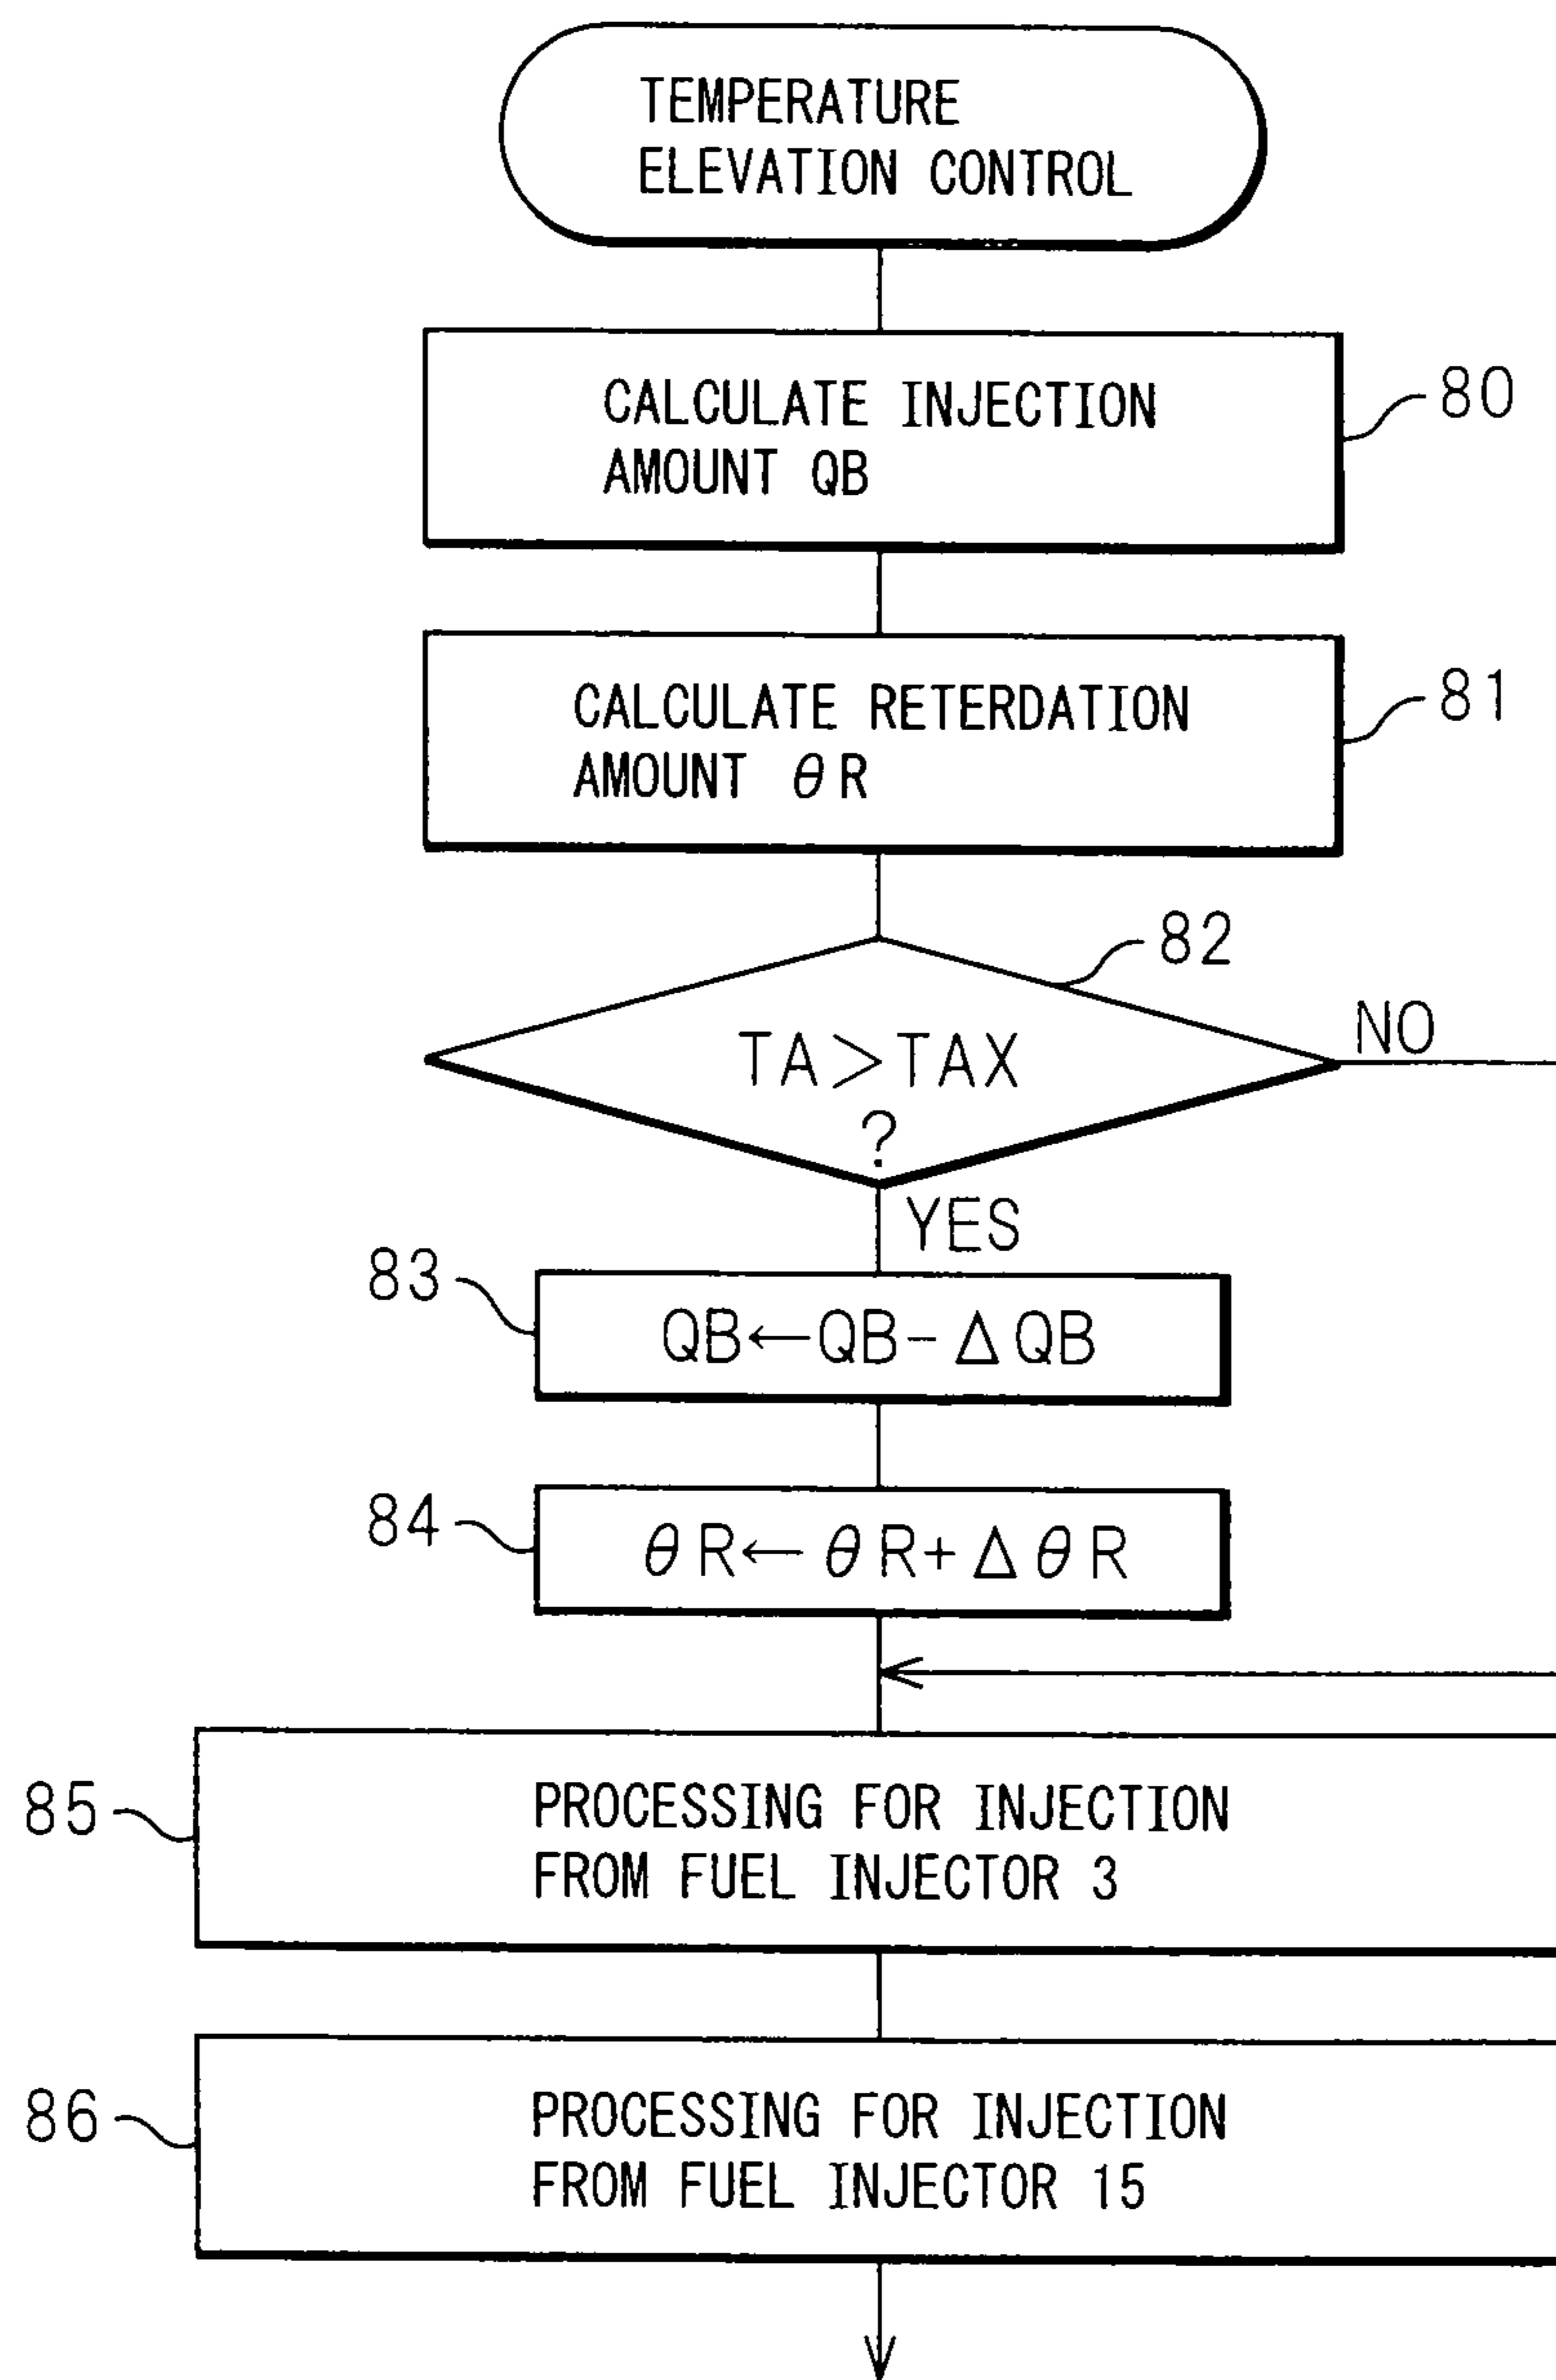 TEMPERATURE
ELEVATION CONTROL
CALCULATE INJECTION
AMOUNT QB
80
CALCULATE RETERDATION
AMOUNT θR
81
82
TA>TAX
?
NO
YES
83
QB←QB-ΔQB
84
θR←θR+ΔθR
85
PROCESSING FOR INJECTION
FROM FUEL INJECTOR 3
86
PROCESSING FOR INJECTION
FROM FUEL INJECTOR 15